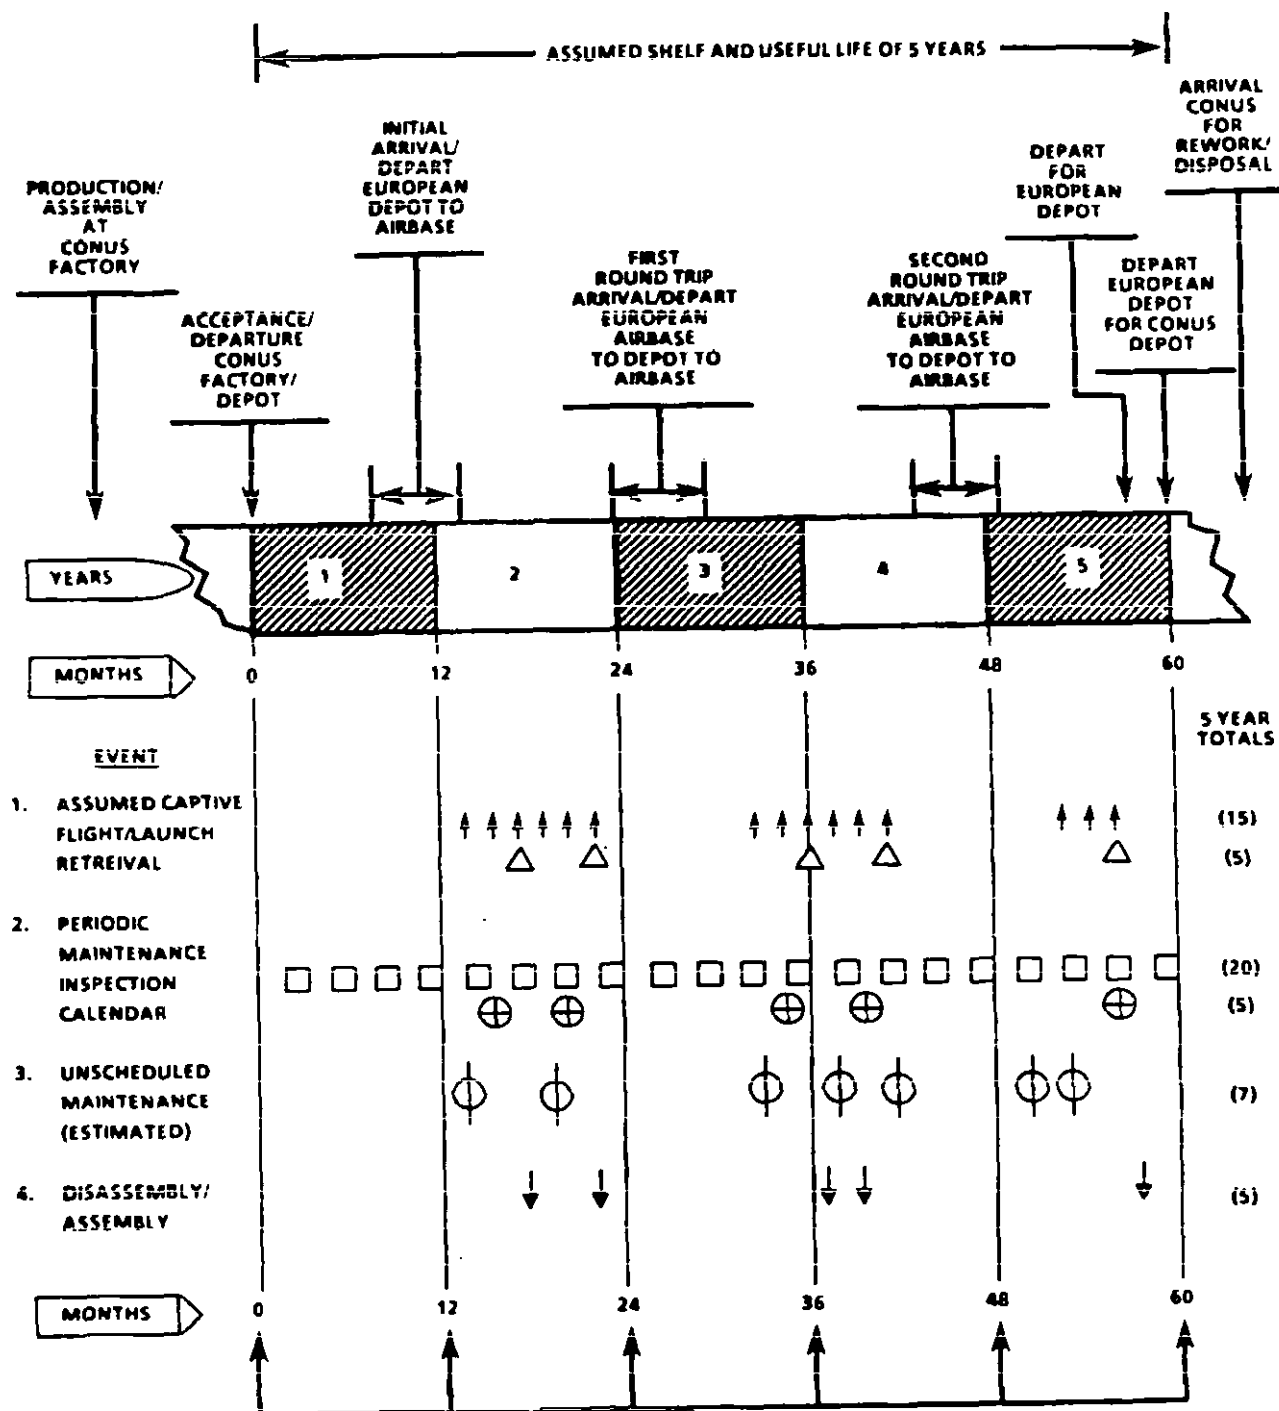 ASSUMED SHELF AND USEFUL LIFE OF 5 YEARS
PRODUCTION/
ASSEMBLY
AT
CONUS
FACTORY
ACCEPTANCE/
DEPARTURE
CONUS
FACTORY/
DEPOT
INITIAL
ARRIVAL/
DEPART
EUROPEAN
DEPOT TO
AIRBASE
FIRST
ROUND TRIP
ARRIVAL/DEPART
EUROPEAN
AIRBASE
TO DEPOT TO
AIRBASE
SECOND
ROUND TRIP
ARRIVAL/DEPART
EUROPEAN
AIRBASE
TO DEPOT TO
AIRBASE
DEPART
FOR
EUROPEAN
DEPOT
DEPART
EUROPEAN
DEPOT
FOR CONUS
DEPOT
ARRIVAL
CONUS
FOR
REWORK/
DISPOSAL
YEARS 1 2 3 4 5
MONTHS 0 12 24 36 48 60
5 YEAR
TOTALS
EVENT
1. ASSUMED CAPTIVE
FLIGHT/LAUNCH
RETREIVAL
(15)
(5)
2. PERIODIC
MAINTENANCE
INSPECTION
CALENDAR
(20)
(5)
3. UNSCHEDULED
MAINTENANCE
(ESTIMATED)
(7)
4. DISASSEMBLY/
ASSEMBLY
(5)
MONTHS 0 12 24 36 48 60